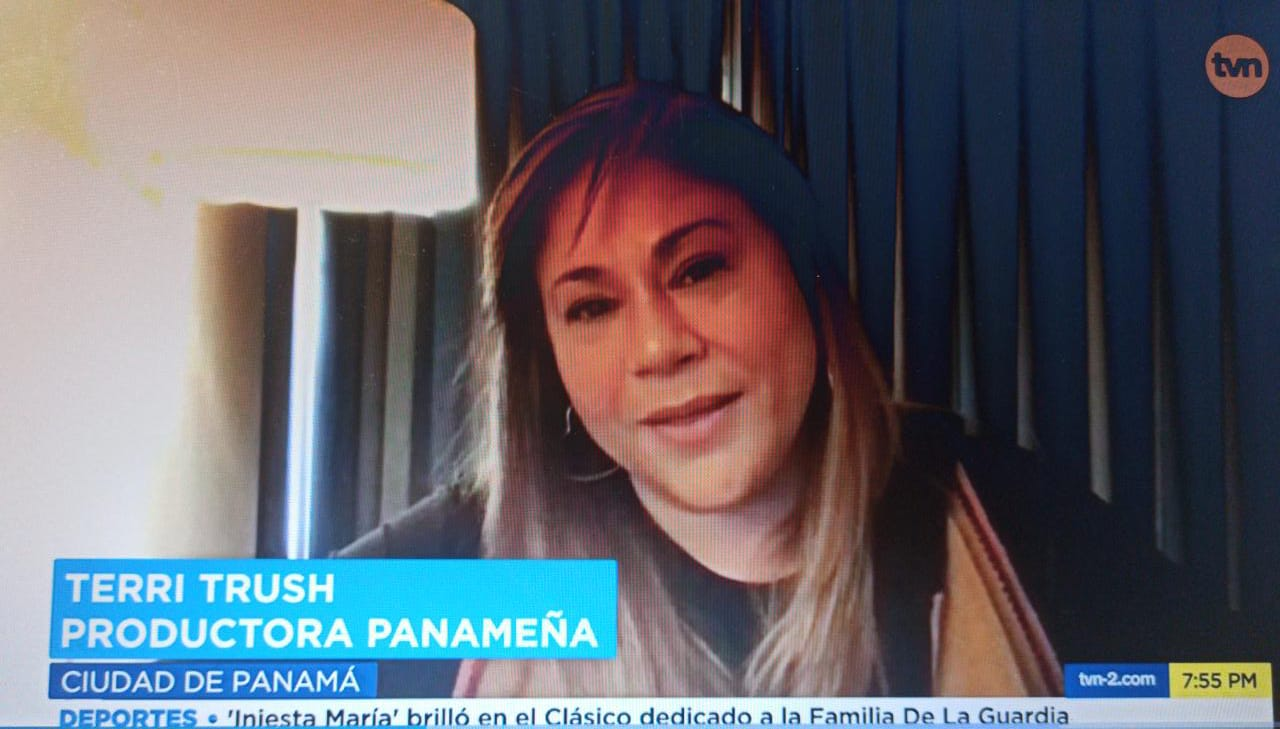 tvn
TERRI TRUSH
PRODUCTORA PANAMEÑA
CIUDAD DE PANAMÁ
tvn-2.com
7:55 PM
DEPORTES • 'Injesta María' brilló en el Clásico dedicado a la Familia De La Guardia